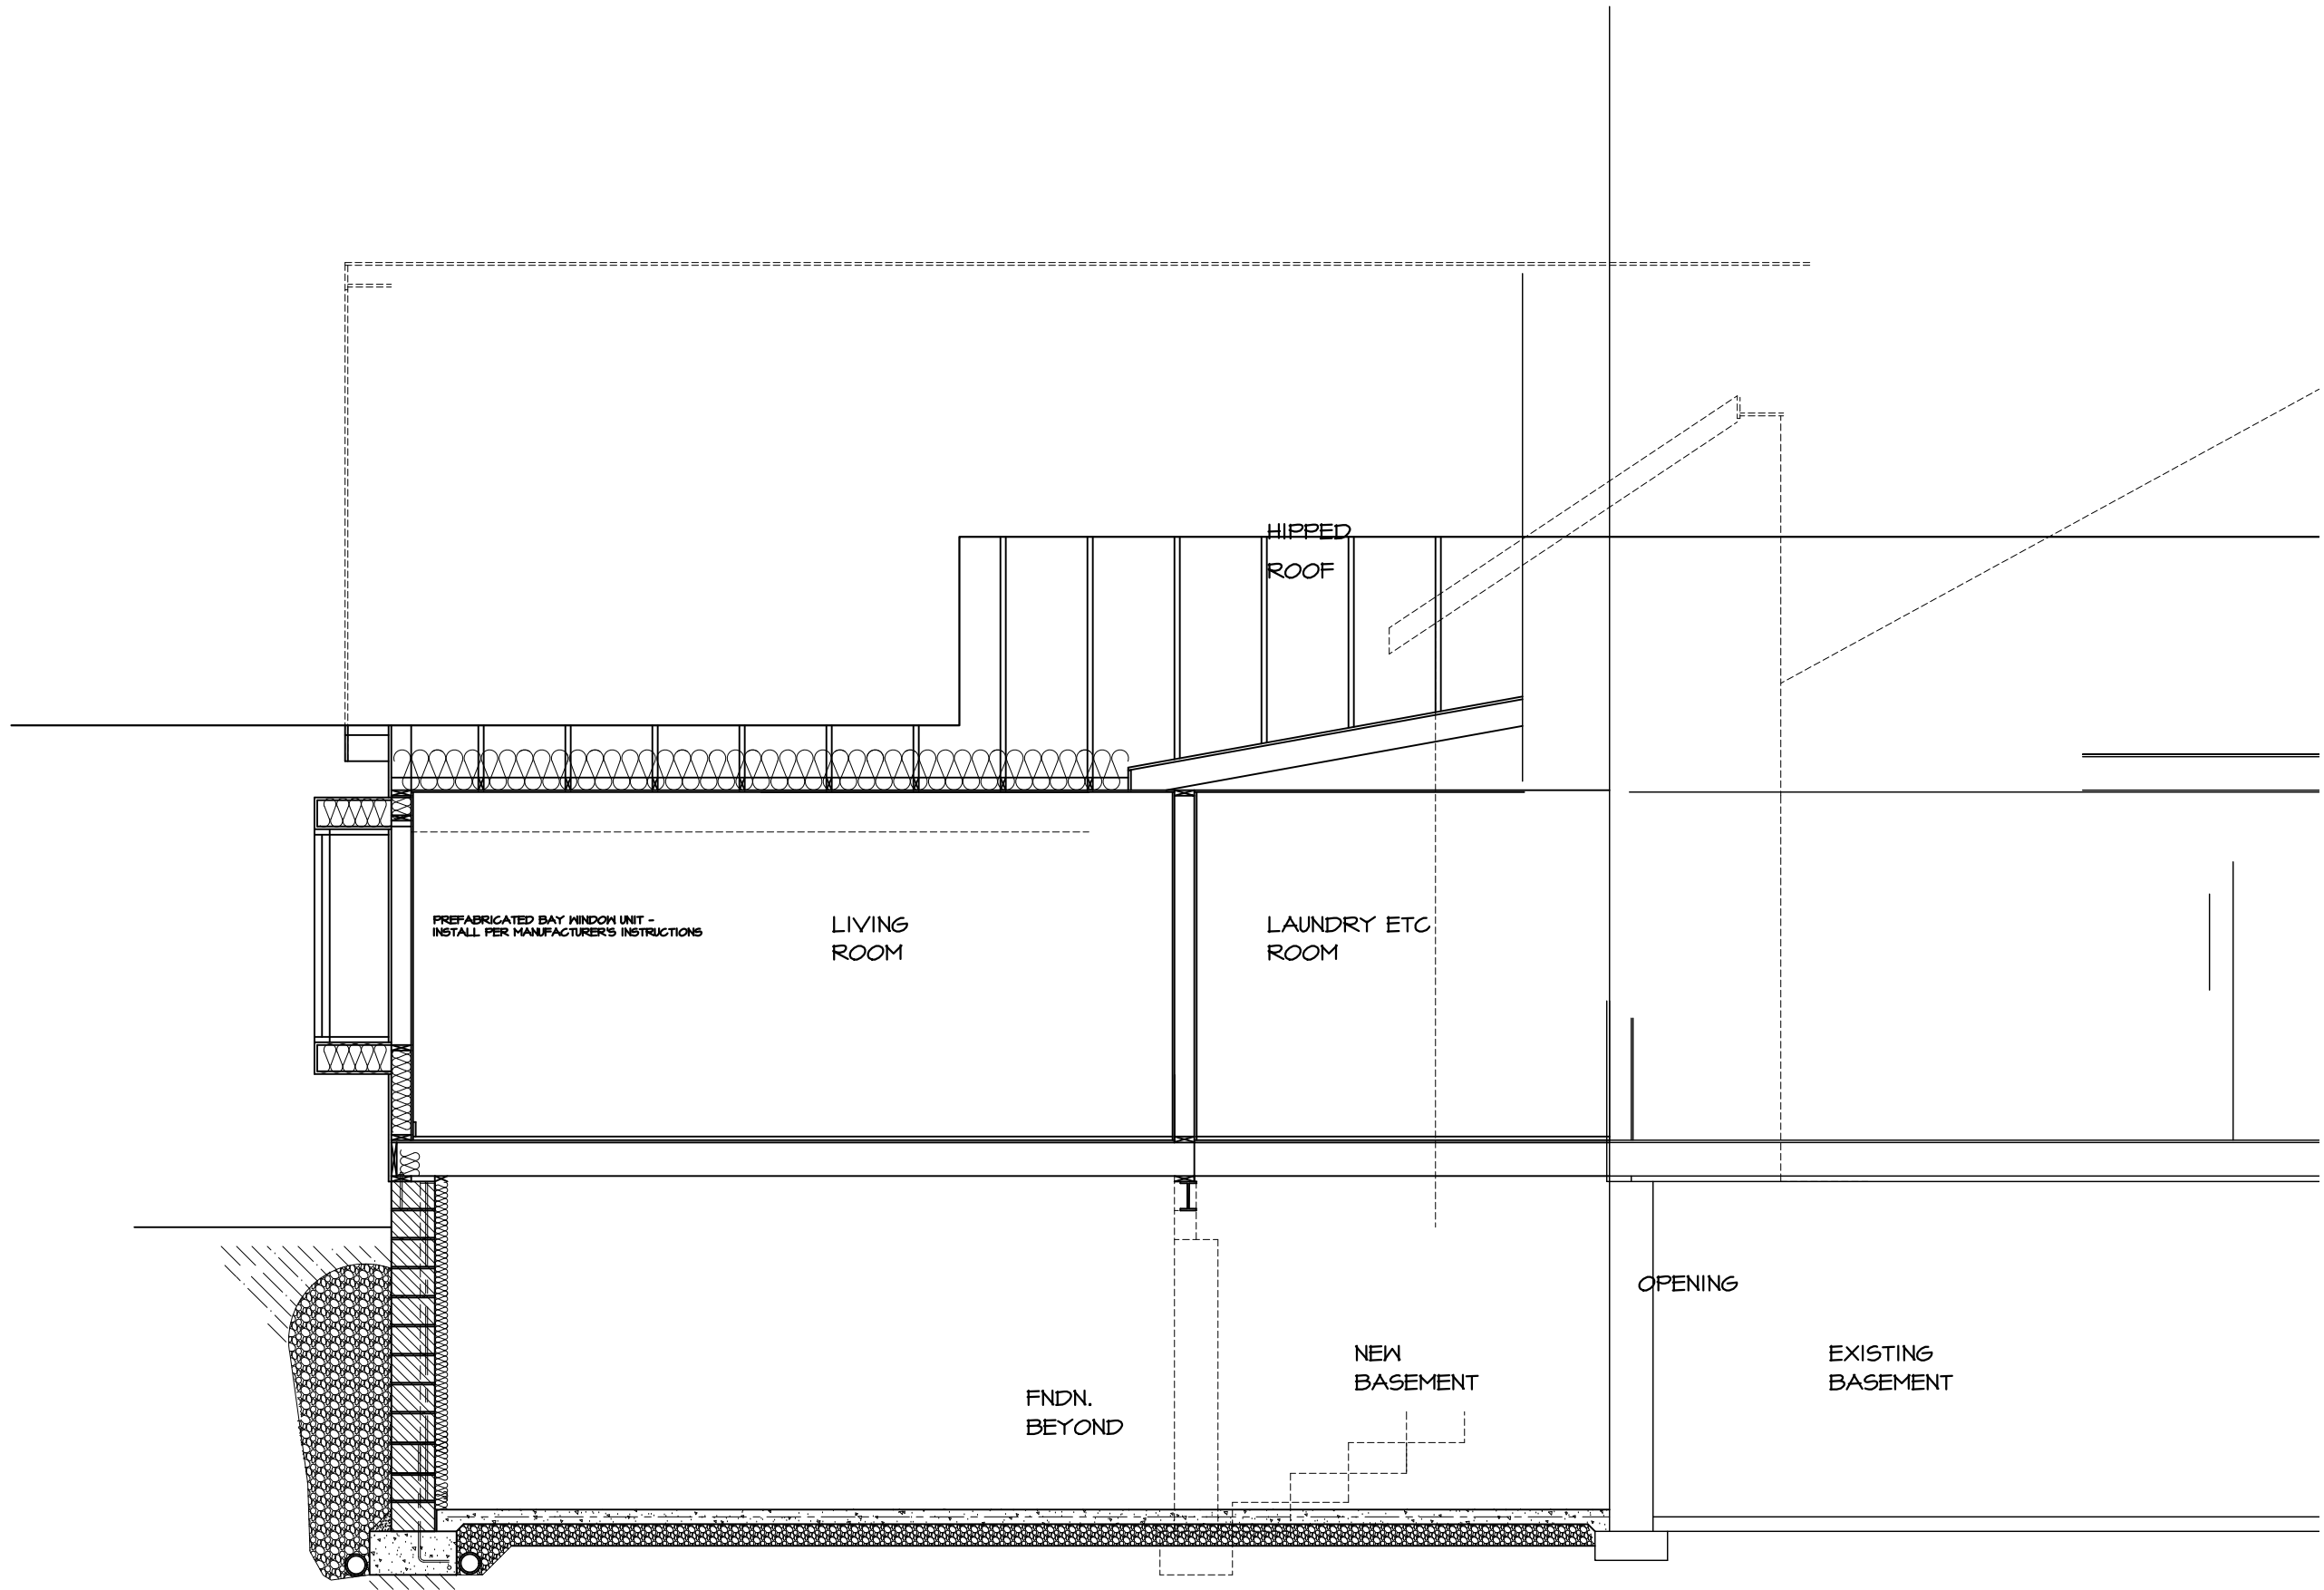 HIPPED
ROOF
PREFABRICATED BAY WINDOW UNIT -
INSTALL PER MANUFACTURER'S INSTRUCTIONS
LIVING
ROOM
LAUNDRY ETC
ROOM
OPENING
NEW
BASEMENT
EXISTING
BASEMENT
FNDN.
BEYOND